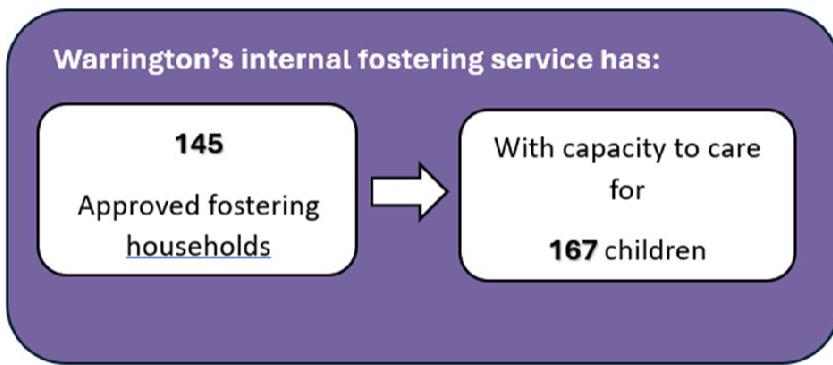 Warrington’s internal fostering service has:
145
Approved fostering
households
With capacity to care
for
167 children